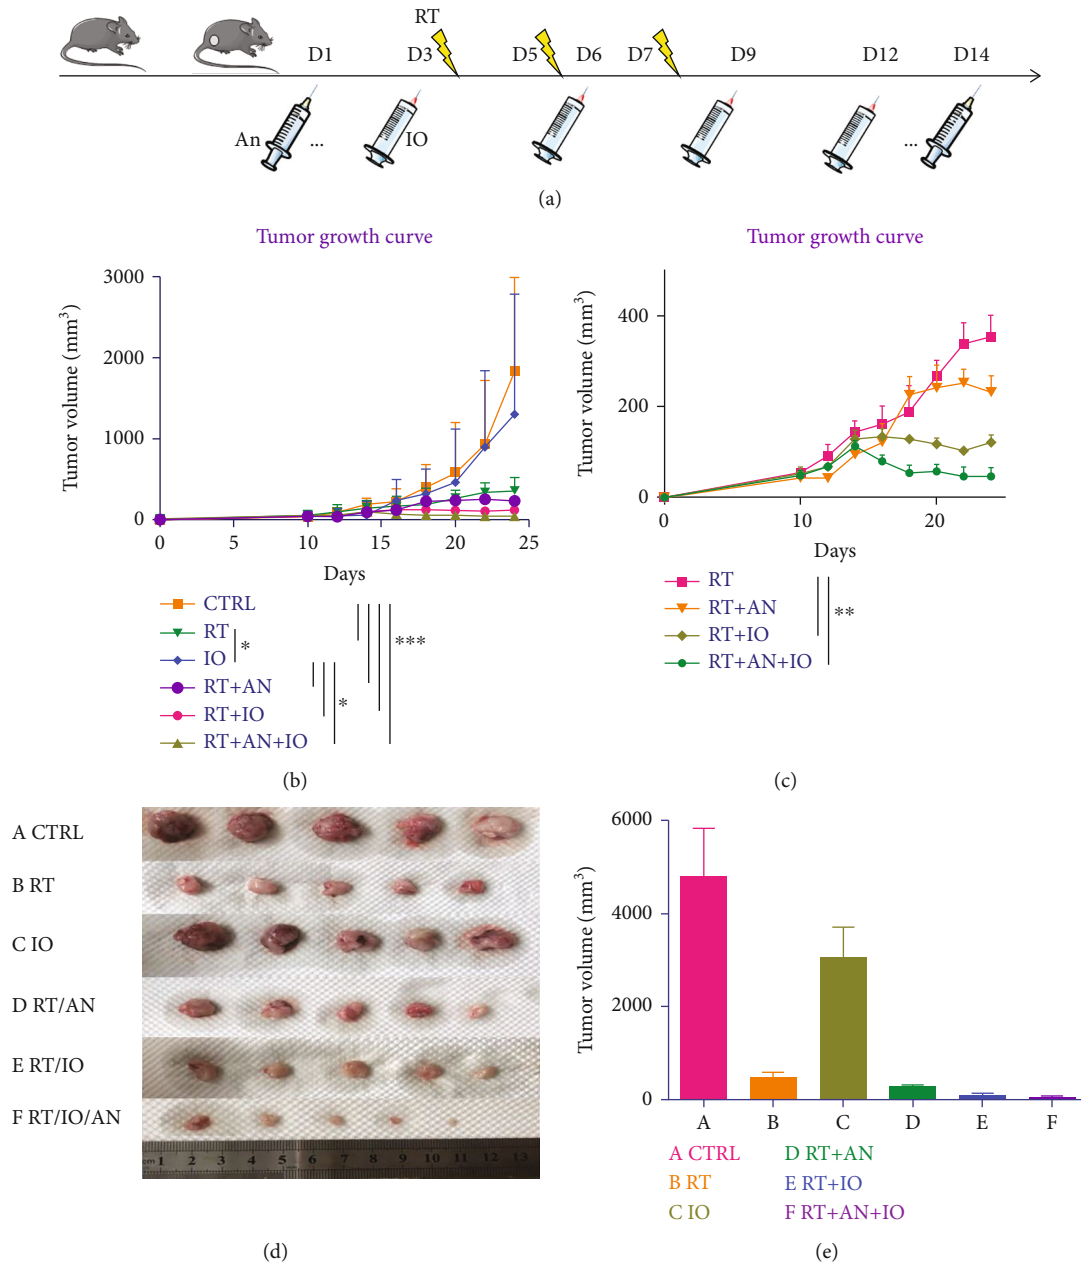 RT
D1 D3 D5 D6 D7 D9 D12 D14
An ... IO ...
(a)
Tumor growth curve
Tumor volume (mm³)
3000
2000
1000
0
0 5 10 15 20 25
Days
CTRL
RT
IO
RT+AN
RT+IO
RT+AN+IO
*
*
***
(b)
Tumor growth curve
Tumor volume (mm³)
400
200
0
0 10 20
Days
RT
RT+AN
RT+IO
RT+AN+IO
**
(c)
A CTRL
B RT
C IO
D RT/AN
E RT/IO
F RT/IO/AN
cm 1 2 3 4 5 6 7 8 9 10 11 12 13
(d)
Tumor volume (mm³)
6000
4000
2000
0
A B C D E F
A CTRL D RT+AN
B RT E RT+IO
C IO F RT+AN+IO
(e)